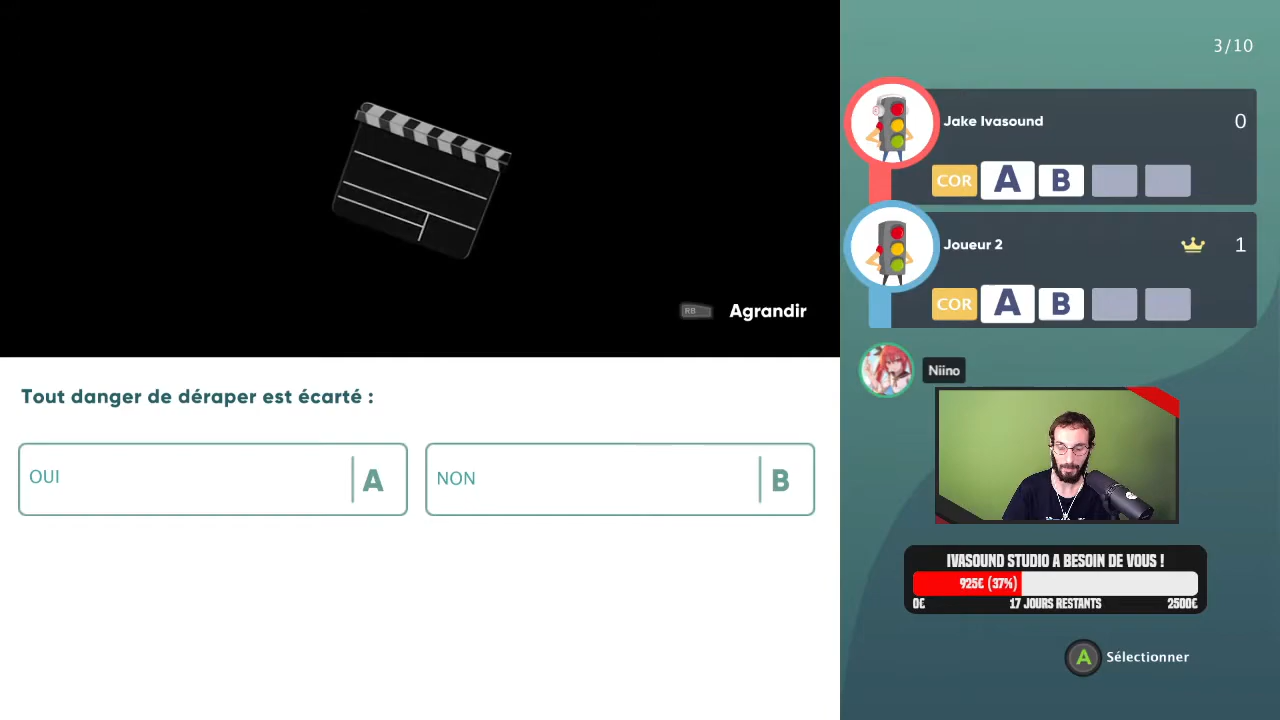 3/10
Jake Ivasound
0
COR A B
Joueur 2
1
COR A B
RB Agrandir
Niino
Tout danger de déraper est écarté :
OUI A
NON B
IVASOUND STUDIO A BESOIN DE VOUS !
925€ (37%)
0€ 17 JOURS RESTANTS 2500€
A Sélectionner